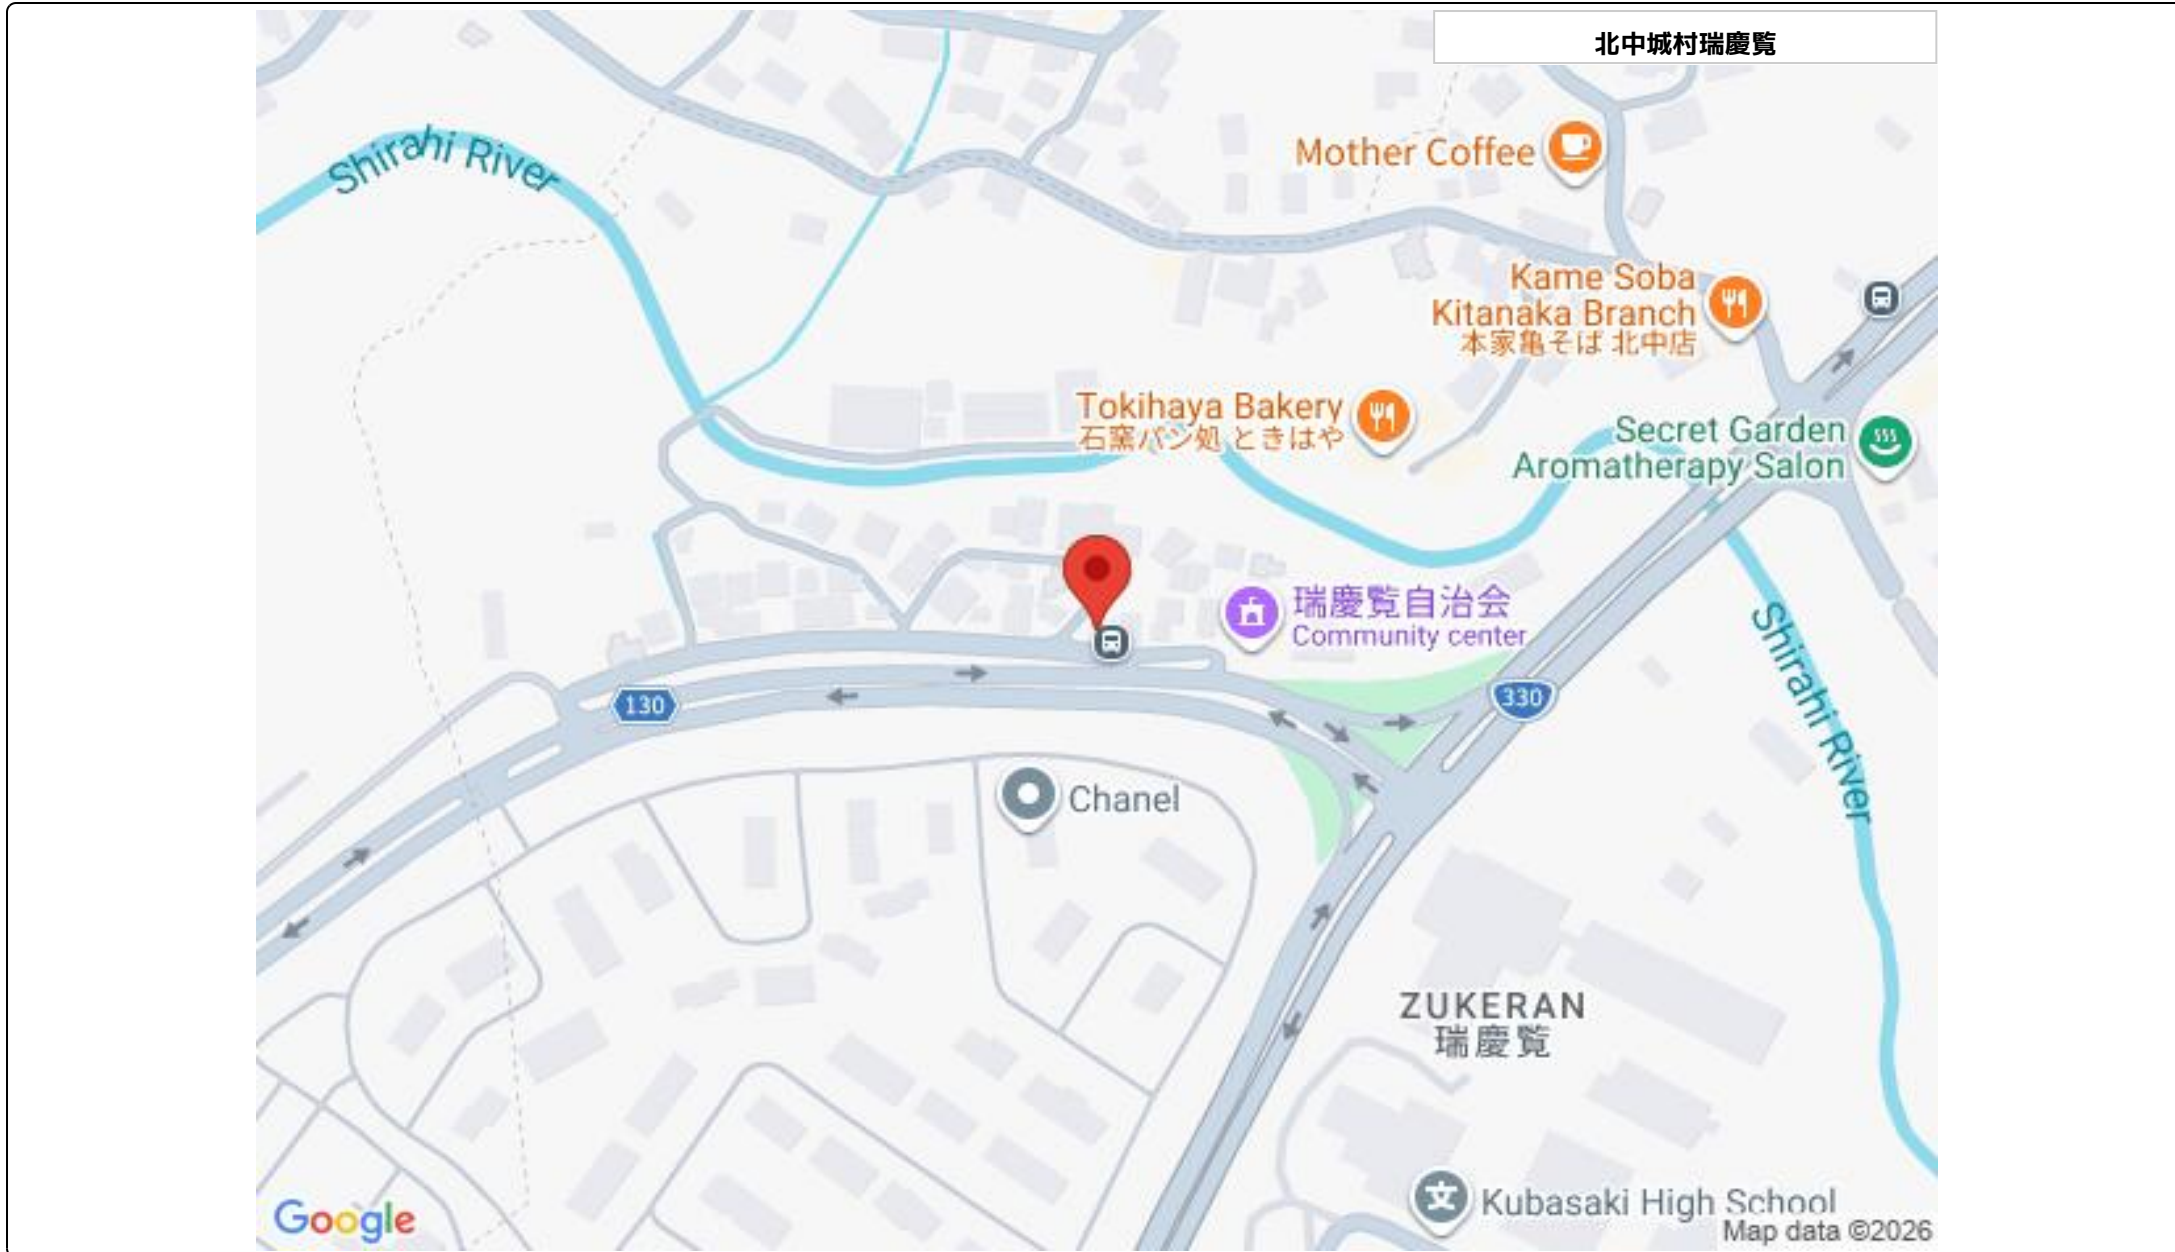 北中城村瑞慶覧
Shirahi River
Mother Coffee
Kame Soba
Kitanaka Branch
本家亀そば 北中店
Tokihaya Bakery
石窯パン処 ときはや
Secret Garden
Aromatherapy Salon
瑞慶覧自治会
Community center
130
330
Shirahi River
Chanel
ZUKERAN
瑞慶覧
文
Kubasaki High School
Google
Map data ©2026